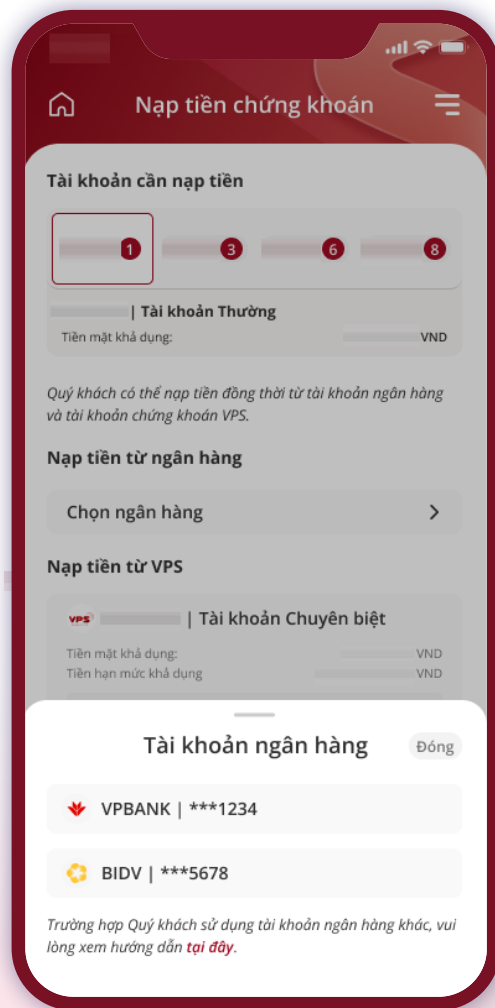 Nạp tiền chứng khoán
Tài khoản cần nạp tiền
1 3 6 8
| Tài khoản Thường
Tiền mặt khả dụng: VND
Quý khách có thể nạp tiền đồng thời từ tài khoản ngân hàng
và tài khoản chứng khoán VPS.
Nạp tiền từ ngân hàng
Chọn ngân hàng
Nạp tiền từ VPS
VPS | Tài khoản Chuyên biệt
Tiền mặt khả dụng: VND
Tiền hạn mức khả dụng VND
Tài khoản ngân hàng Đóng
VPBANK | ***1234
BIDV | ***5678
Trường hợp Quý khách sử dụng tài khoản ngân hàng khác, vui
lòng xem hướng dẫn tại đây.